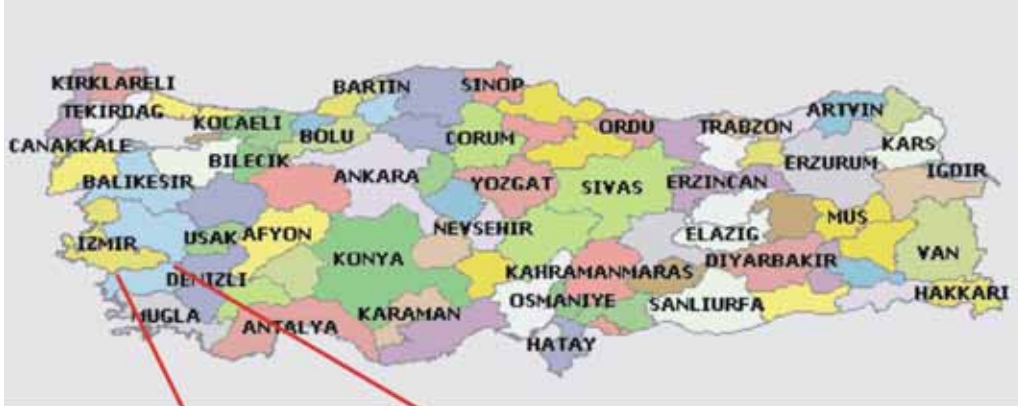 KIRKLARELI
BARTIN
SINOP
TEKIRDAG
KOCAELI
BOLU
CORUM
ORDU
TRABZON
ARTVIN
CANAKKALE
BILECIK
ANKARA
YOZGAT
SIVAS
ERZINCAN
ERZURUM
KARS
IGDIR
BALIKESIR
NEVSEHIR
ELAZIG
MUS
IZMIR
USAK
AFYON
KONYA
KAHRAMANMARAS
DIYARBAKIR
VAN
DENIZLI
OSMANIYE
SANLIURFA
HAKKARI
MUGLA
ANTALYA
KARAMAN
HATAY